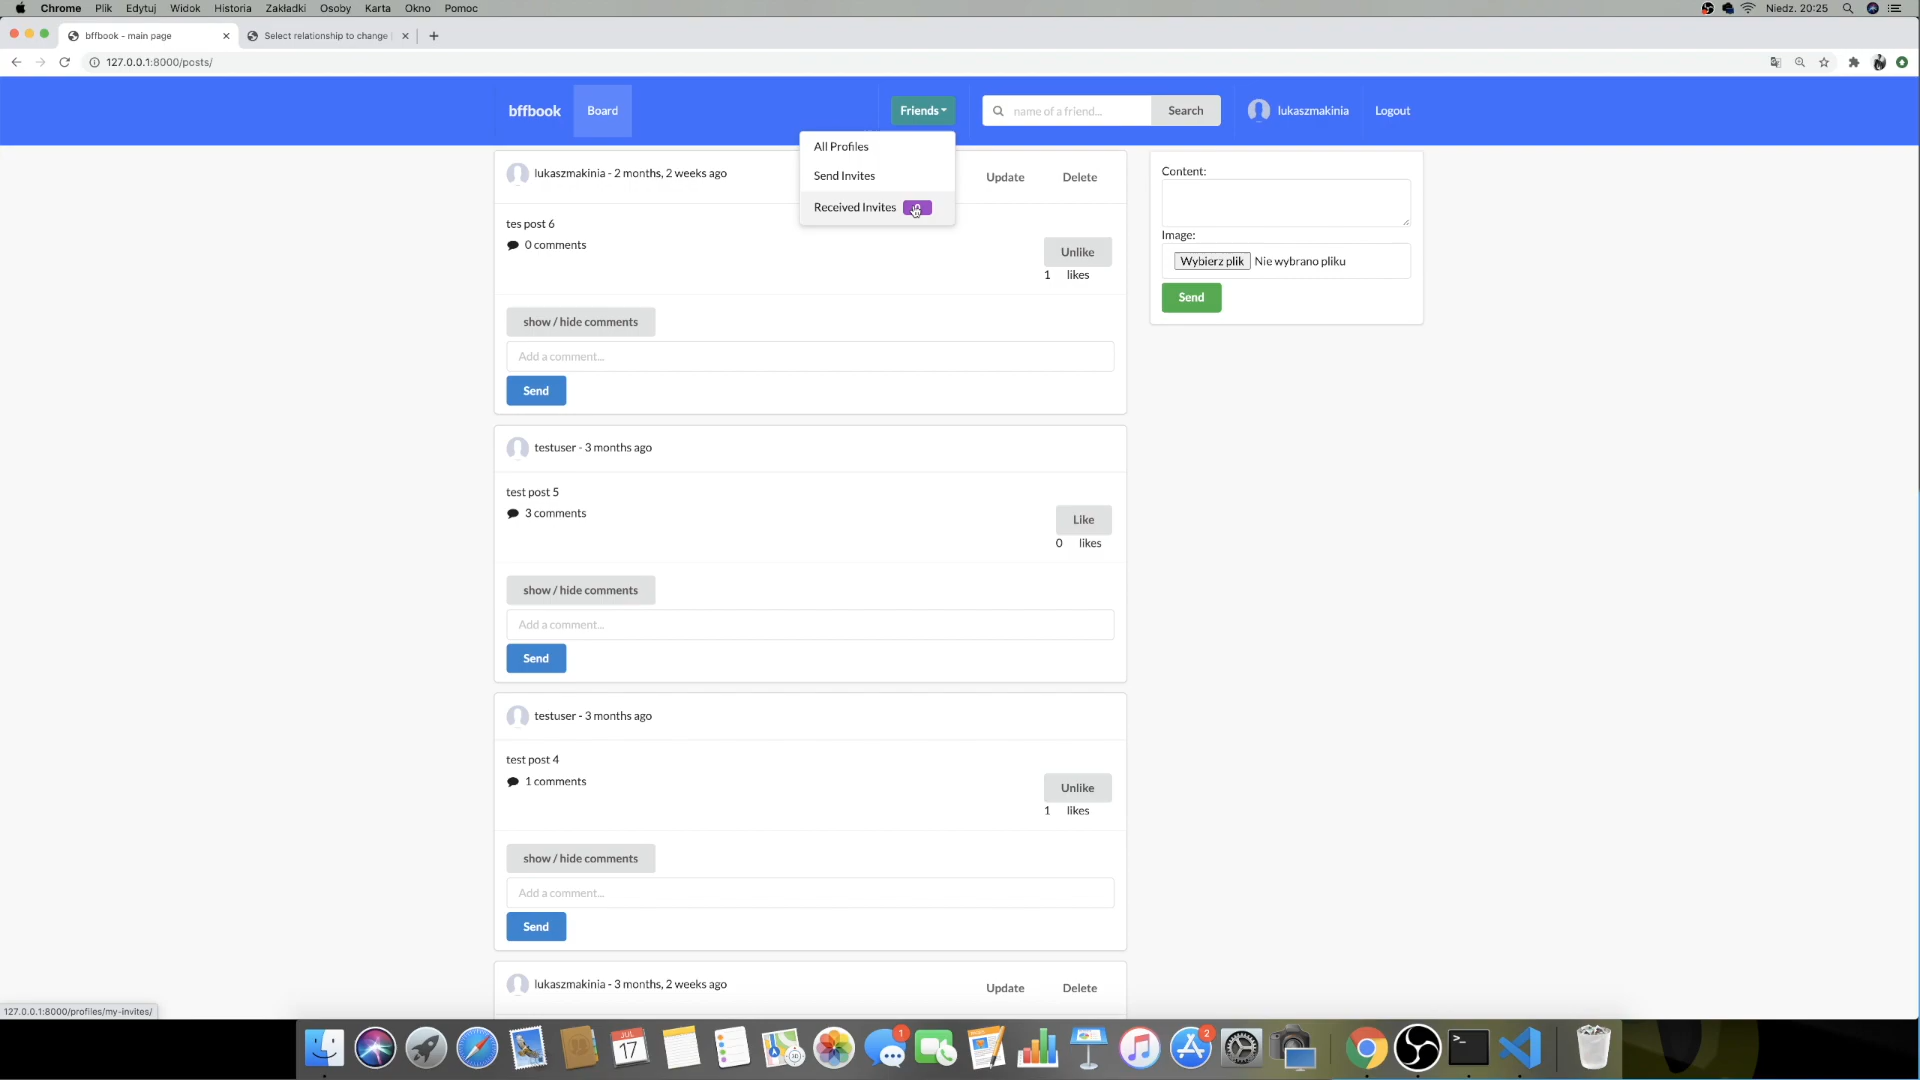 Chrome Plik Edytuj Widok Historia Zakładki Osoby Karta Okno Pomoc Niedz. 20:25
bffbook - main page Select relationship to change
127.0.0.1:8000/posts/
bffbook Board Friends name of a friend... Search lukaszmakinia Logout
All Profiles
Send Invites
Received Invites
lukaszmakinia - 2 months, 2 weeks ago Update Delete
tes post 6
0 comments
Unlike
1 likes
show / hide comments
Add a comment...
Send
Content:
Image:
Wybierz plik Nie wybrano pliku
Send
testuser - 3 months ago
test post 5
3 comments
Like
0 likes
show / hide comments
Add a comment...
Send
testuser - 3 months ago
test post 4
1 comments
Unlike
1 likes
show / hide comments
Add a comment...
Send
lukaszmakinia - 3 months, 2 weeks ago Update Delete
127.0.0.1:8000/profiles/my-invites/
JUL
17
1
2